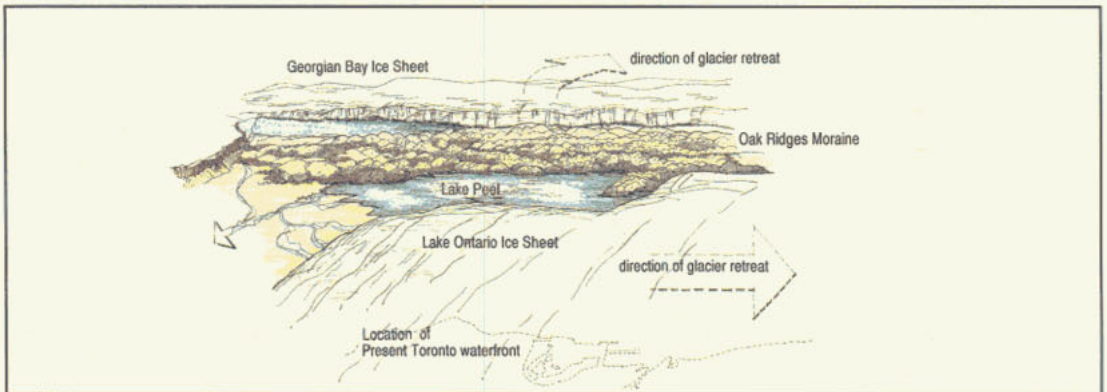 Georgian Bay Ice Sheet
direction of glacier retreat
Oak Ridges Moraine
Lake Peel
Lake Ontario Ice Sheet
direction of glacier retreat
Location of
Present Toronto waterfront